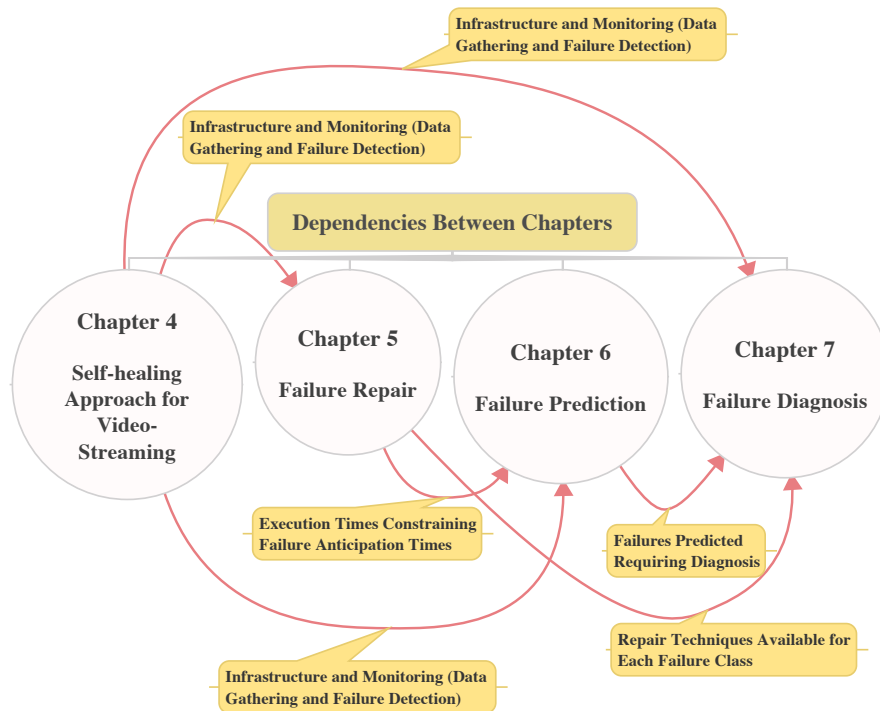 Infrastructure and Monitoring (Data
Gathering and Failure Detection)
Infrastructure and Monitoring (Data
Gathering and Failure Detection)
Dependencies Between Chapters
Chapter 4
Self-healing
Approach for
Video-
Streaming
Chapter 5
Failure Repair
Chapter 6
Failure Prediction
Chapter 7
Failure Diagnosis
Execution Times Constraining
Failure Anticipation Times
Failures Predicted
Requiring Diagnosis
Repair Techniques Available for
Each Failure Class
Infrastructure and Monitoring (Data
Gathering and Failure Detection)